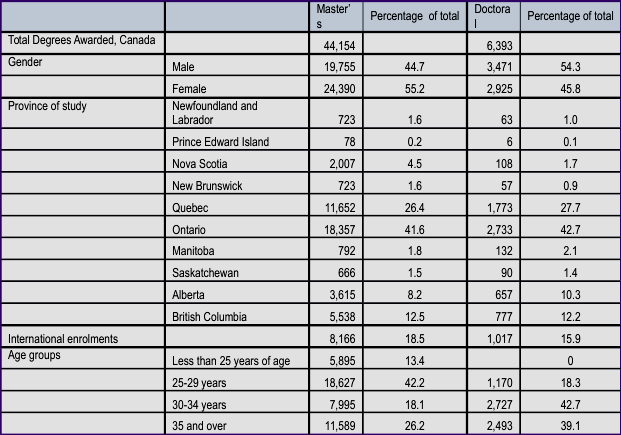 Master's Percentage of total Doctoral Percentage of total
Total Degrees Awarded, Canada 44,154 6,393
Gender Male 19,755 44.7 3,471 54.3
Female 24,390 55.2 2,925 45.8
Province of study Newfoundland and
Labrador 723 1.6 63 1.0
Prince Edward Island 78 0.2 6 0.1
Nova Scotia 2,007 4.5 108 1.7
New Brunswick 723 1.6 57 0.9
Quebec 11,652 26.4 1,773 27.7
Ontario 18,357 41.6 2,733 42.7
Manitoba 792 1.8 132 2.1
Saskatchewan 666 1.5 90 1.4
Alberta 3,615 8.2 657 10.3
British Columbia 5,538 12.5 777 12.2
International enrolments 8,166 18.5 1,017 15.9
Age groups Less than 25 years of age 5,895 13.4 0
25-29 years 18,627 42.2 1,170 18.3
30-34 years 7,995 18.1 2,727 42.7
35 and over 11,589 26.2 2,493 39.1